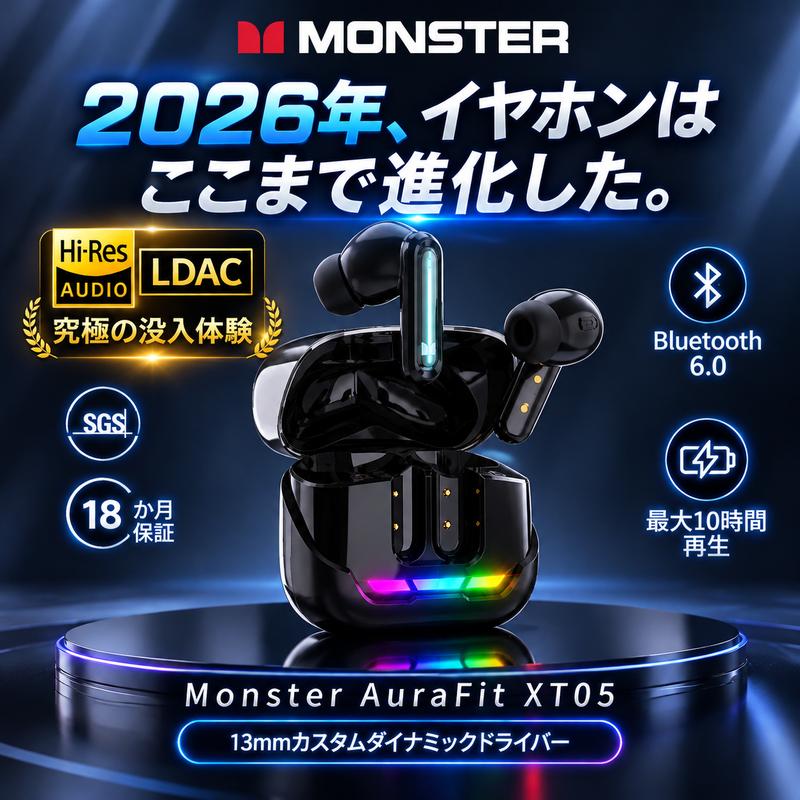 MONSTER
2026年、イヤホンは
ここまで進化した。
Hi-Res
AUDIO
LDAC
究極の没入体験
Bluetooth
6.0
SGS
18か月
保証
最大10時間
再生
Monster AuraFit XT05
13mmカスタムダイナミックドライバー